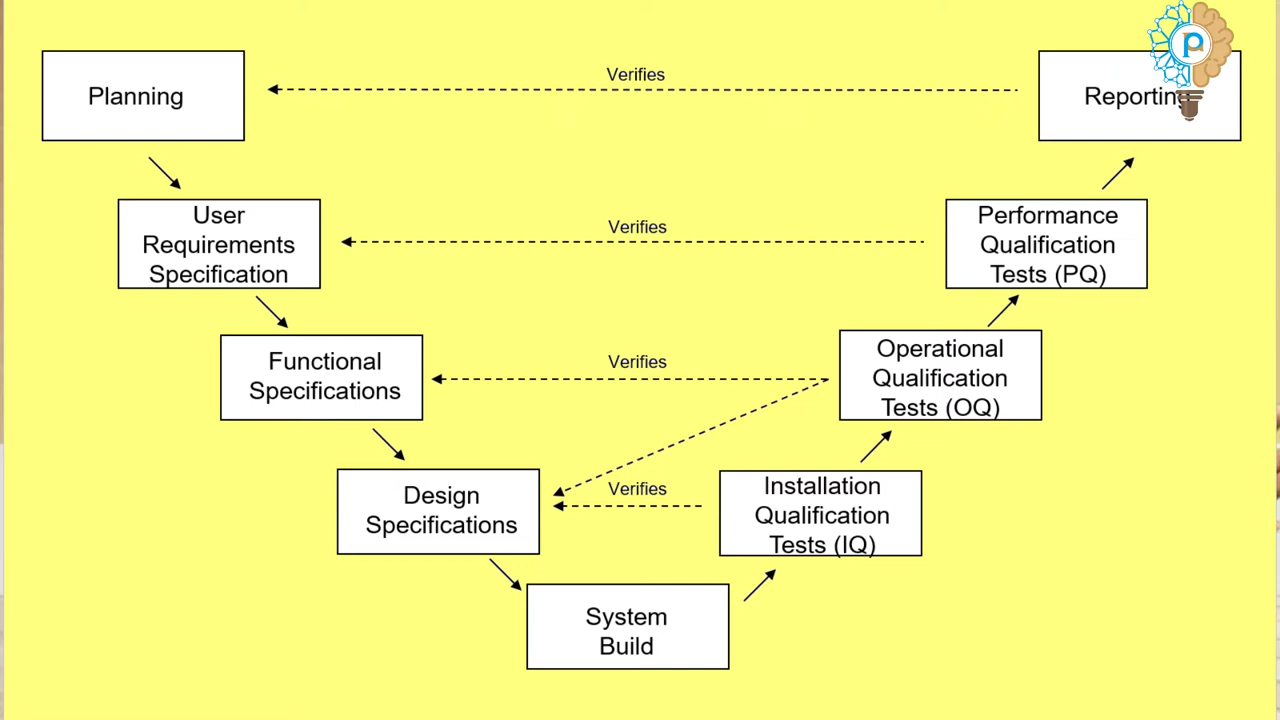 Planning
Verifies
Reporting
User
Requirements
Specification
Verifies
Performance
Qualification
Tests (PQ)
Functional
Specifications
Verifies
Operational
Qualification
Tests (OQ)
Design
Specifications
Verifies
Installation
Qualification
Tests (IQ)
System
Build